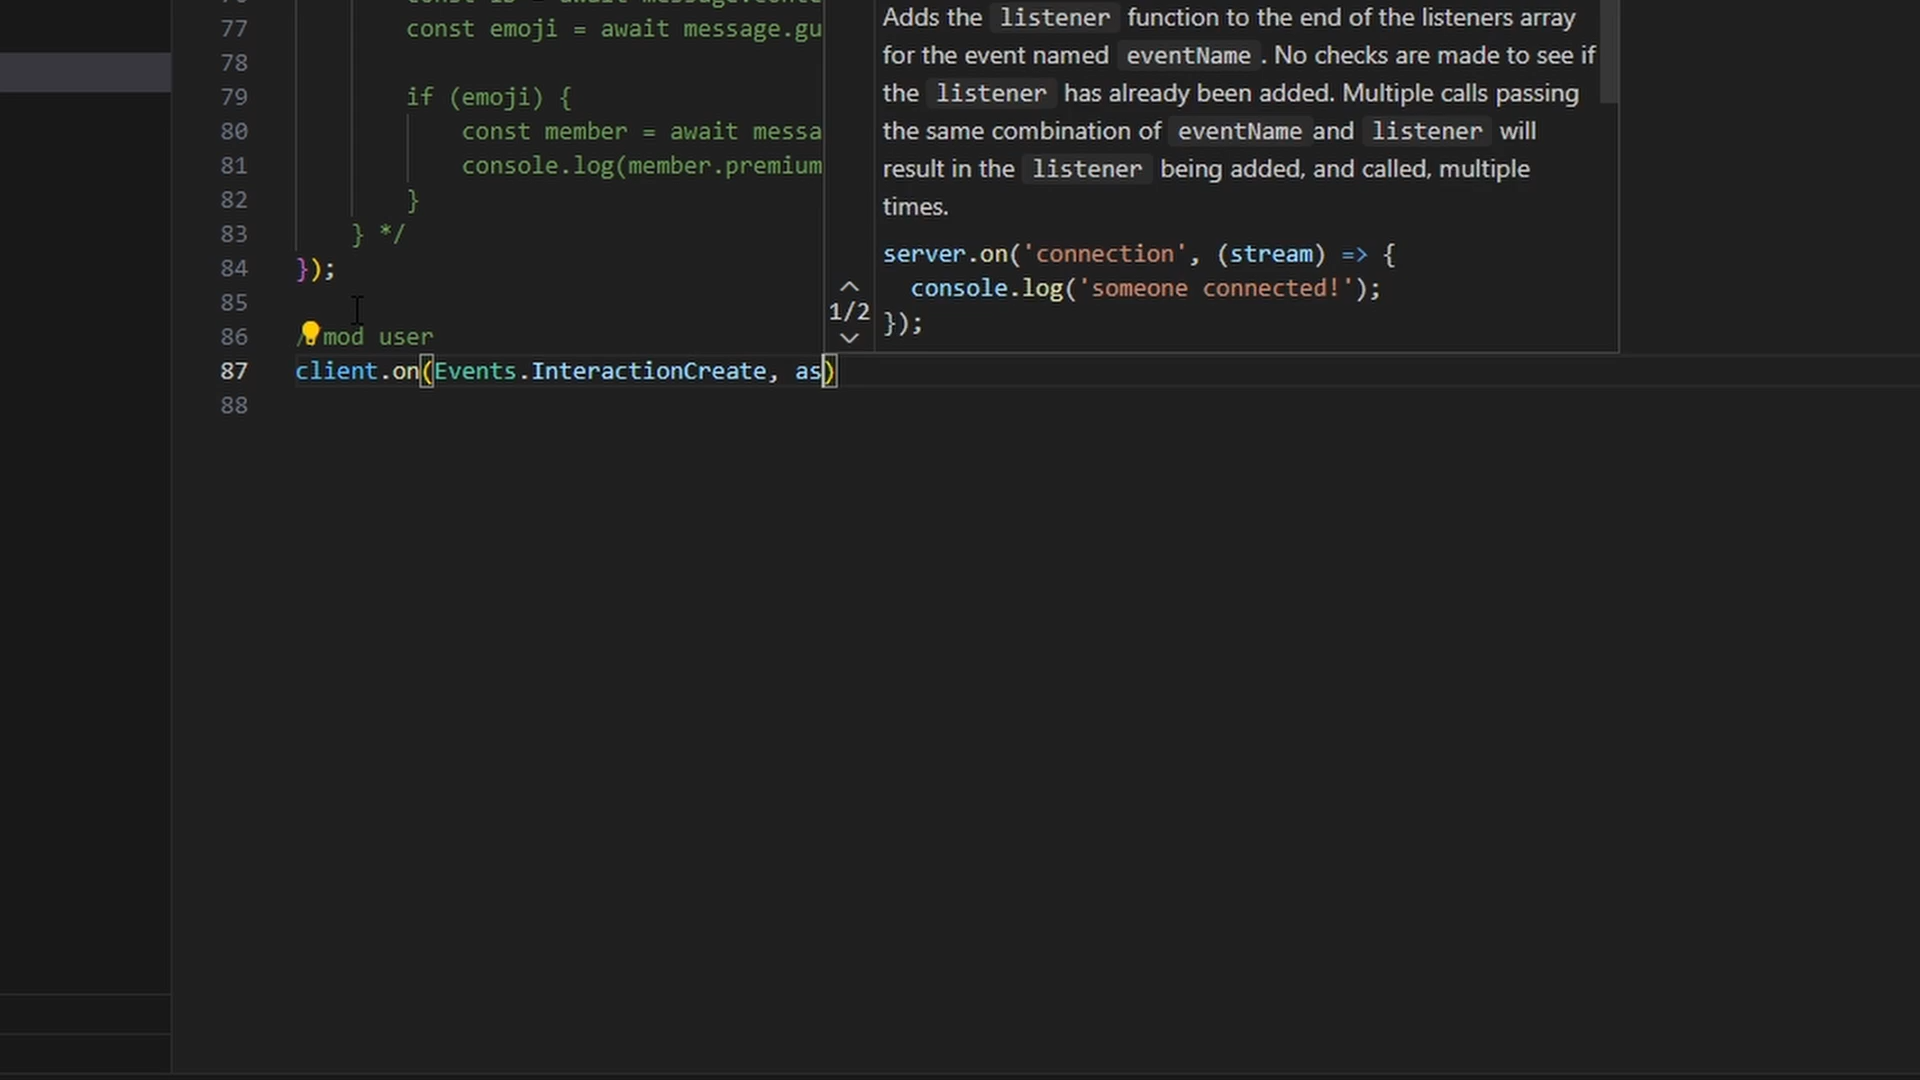 77 const emoji = await message.gu
78
79 if (emoji) {
80 const member = await messa
81 console.log(member.premium
82 }
83 } */
84 });
85
86 mod user
87 client.on(Events.InteractionCreate, as)
88
Adds the listener function to the end of the listeners array
for the event named eventName . No checks are made to see if
the listener has already been added. Multiple calls passing
the same combination of eventName and listener will
result in the listener being added, and called, multiple
times.
server.on('connection', (stream) => {
console.log('someone connected!');
});
1/2